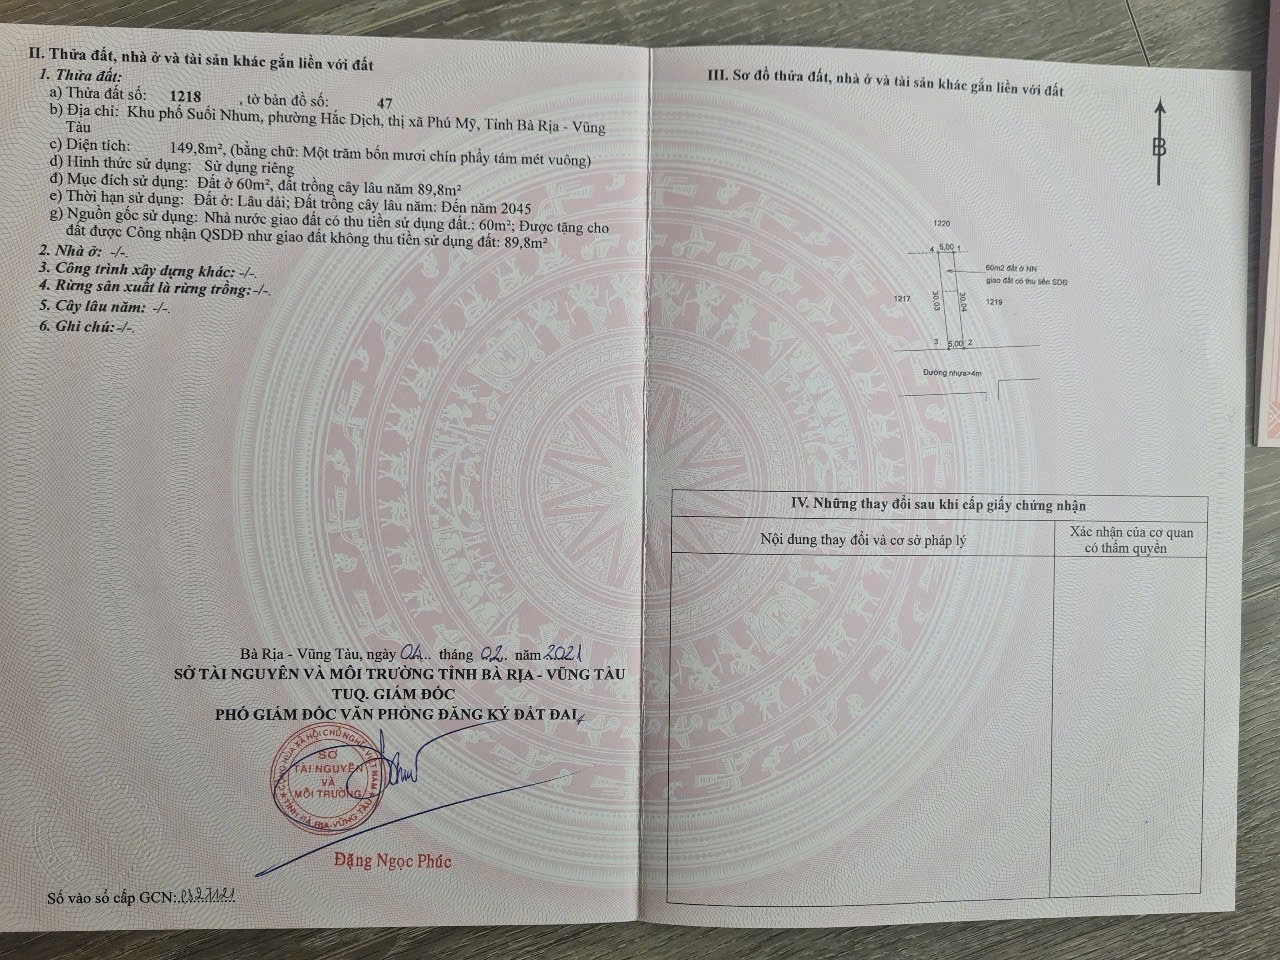 II. Thửa đất, nhà ở và tài sản khác gắn liền với đất
1. Thửa đất:
a) Thửa đất số: 1218 , tờ bản đồ số: 47
b) Địa chỉ: Khu phố Suối Nhum, phường Hắc Dịch, thị xã Phú Mỹ, Tỉnh Bà Rịa - Vũng
Tàu
c) Diện tích: 149,8m², (bằng chữ: Một trăm bốn mươi chín phẩy tám mét vuông)
d) Hình thức sử dụng: Sử dụng riêng
đ) Mục đích sử dụng: Đất ở 60m², đất trồng cây lâu năm 89,8m²
e) Thời hạn sử dụng: Đất ở: Lâu dài; Đất trồng cây lâu năm: Đến năm 2045
g) Nguồn gốc sử dụng: Nhà nước giao đất có thu tiền sử dụng đất.: 60m²; Được tặng cho
đất được Công nhận QSDĐ như giao đất không thu tiền sử dụng đất: 89,8m²
2. Nhà ở: -/-.
3. Công trình xây dựng khác: -/-.
4. Rừng sản xuất là rừng trồng: -/-.
5. Cây lâu năm: -/-.
6. Ghi chú: -/-.
Bà Rịa - Vũng Tàu, ngày 04 tháng 02 năm 2021
SỞ TÀI NGUYÊN VÀ MÔI TRƯỜNG TỈNH BÀ RỊA - VŨNG TÀU
TUQ. GIÁM ĐỐC
PHÓ GIÁM ĐỐC VĂN PHÒNG ĐĂNG KÝ ĐẤT ĐAI
CỘNG HÒA XÃ HỘI CHỦ NGHĨA VIỆT NAM
SỞ
TÀI NGUYÊN
VÀ
MÔI TRƯỜNG
TỈNH BÀ RỊA-VŨNG TÀU
Đặng Ngọc Phúc
Số vào sổ cấp GCN:
III. Sơ đồ thửa đất, nhà ở và tài sản khác gắn liền với đất
B
1220
4 5,00 1
60m2 đất ở NN
giao đất có thu tiền SDĐ
1217
30,03
30,04
1219
3 5,00 2
Đường nhựa>4m
IV. Những thay đổi sau khi cấp giấy chứng nhận
Nội dung thay đổi và cơ sở pháp lý
Xác nhận của cơ quan
có thẩm quyền